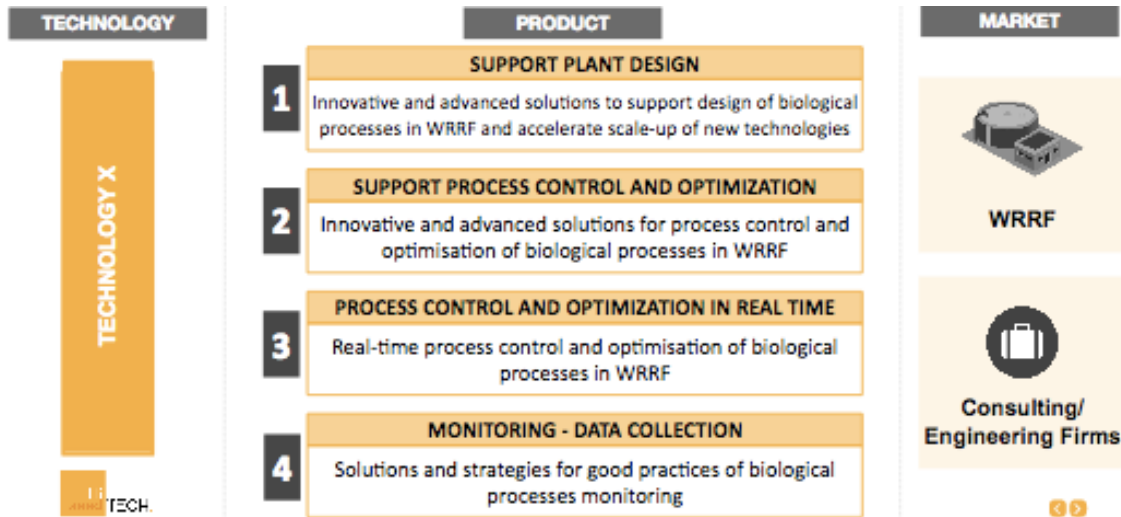 TECHNOLOGY
PRODUCT
MARKET
TECHNOLOGY X
1
SUPPORT PLANT DESIGN
Innovative and advanced solutions to support design of biological
processes in WRRF and accelerate scale-up of new technologies
2
SUPPORT PROCESS CONTROL AND OPTIMIZATION
Innovative and advanced solutions for process control and
optimisation of biological processes in WRRF
3
PROCESS CONTROL AND OPTIMIZATION IN REAL TIME
Real-time process control and optimisation of biological
processes in WRRF
4
MONITORING - DATA COLLECTION
Solutions and strategies for good practices of biological
processes monitoring
WRRF
Consulting/
Engineering Firms
TECH.